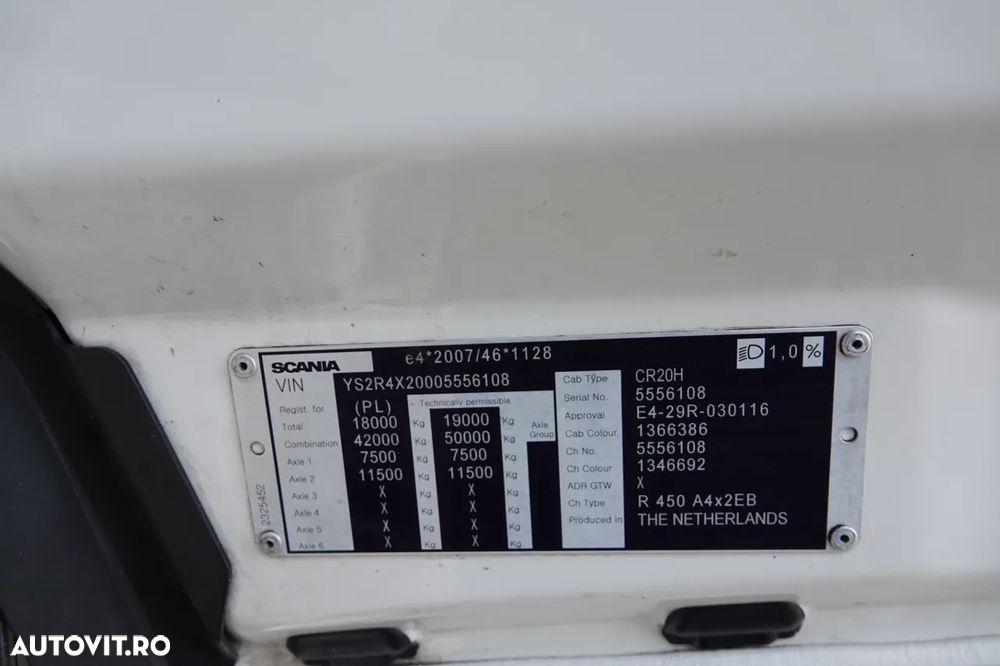 SCANIA e4*2007/46*1128 1,0 %
VIN YS2R4X20005556108
Regist. for (PL) Technically permissible
Total 18000 Kg 19000 Kg
Combination 42000 Kg 50000 Kg Axle Group
Axle 1 7500 Kg 7500 Kg
Axle 2 11500 Kg 11500 Kg
Axle 3 X Kg X Kg
Axle 4 X Kg X Kg
Axle 5 X Kg X Kg
Axle 6 X Kg X Kg
Cab Type CR20H
Serial No. 5556108
Approval E4-29R-030116
Cab Colour 1366386
Ch No. 5556108
Ch Colour 1346692
ADR GTW X
Ch Type R 450 A4x2EB
Produced in THE NETHERLANDS
2325452
AUTOVIT.RO